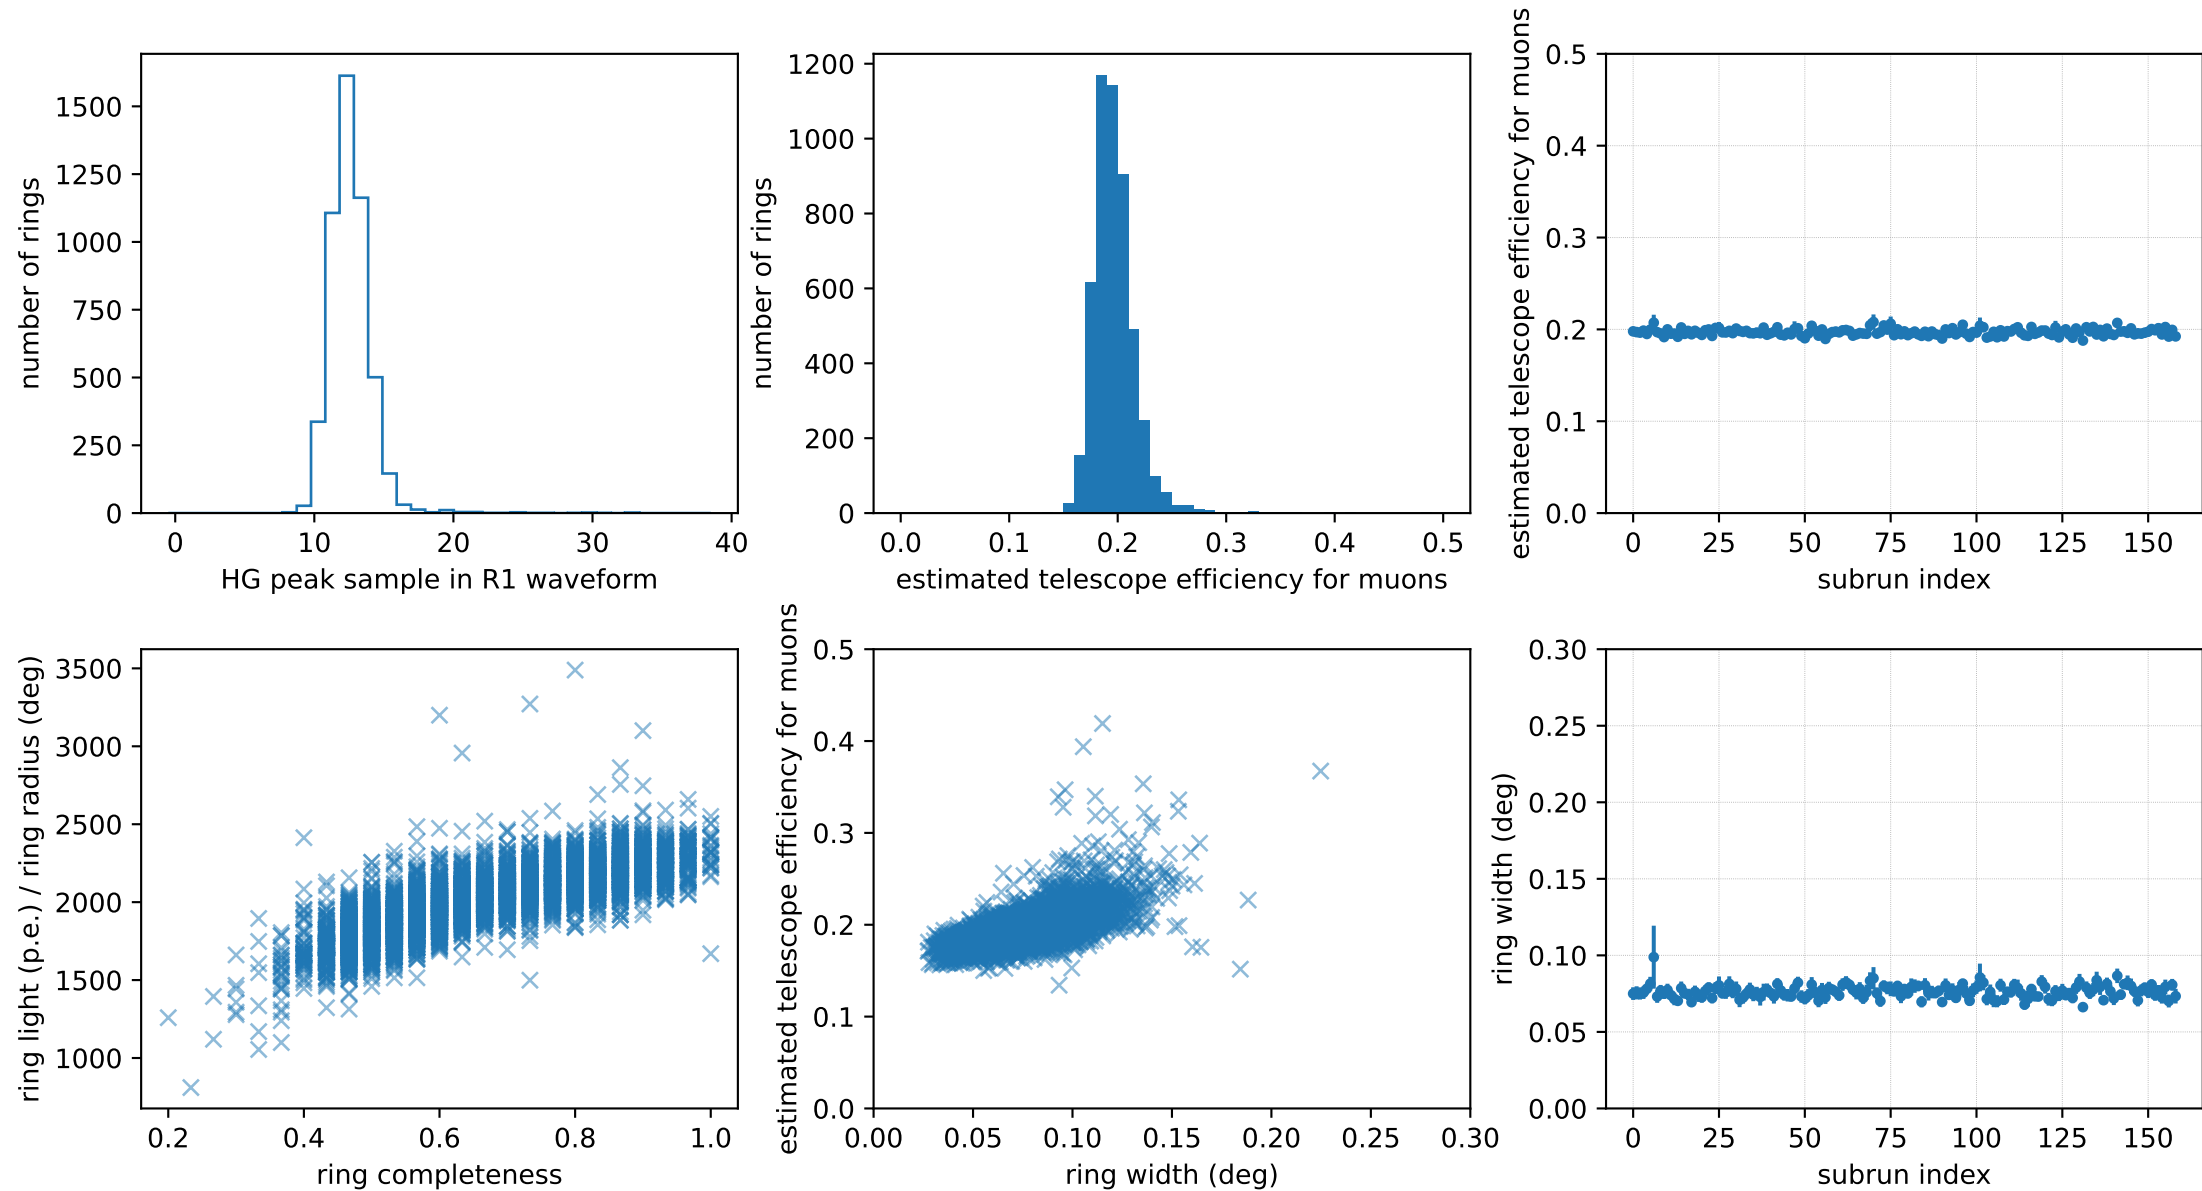 number of rings
1500
1250
1000
750
500
250
0
0 10 20 30 40
HG peak sample in R1 waveform
number of rings
1200
1000
800
600
400
200
0
0.0 0.1 0.2 0.3 0.4 0.5
estimated telescope efficiency for muons
estimated telescope efficiency for muons
0.5
0.4
0.3
0.2
0.1
0.0
0 25 50 75 100 125 150
subrun index
ring light (p.e.) / ring radius (deg)
3500
3000
2500
2000
1500
1000
0.2 0.4 0.6 0.8 1.0
ring completeness
estimated telescope efficiency for muons
0.5
0.4
0.3
0.2
0.1
0.0
0.00 0.05 0.10 0.15 0.20 0.25 0.30
ring width (deg)
ring width (deg)
0.30
0.25
0.20
0.15
0.10
0.05
0.00
0 25 50 75 100 125 150
subrun index